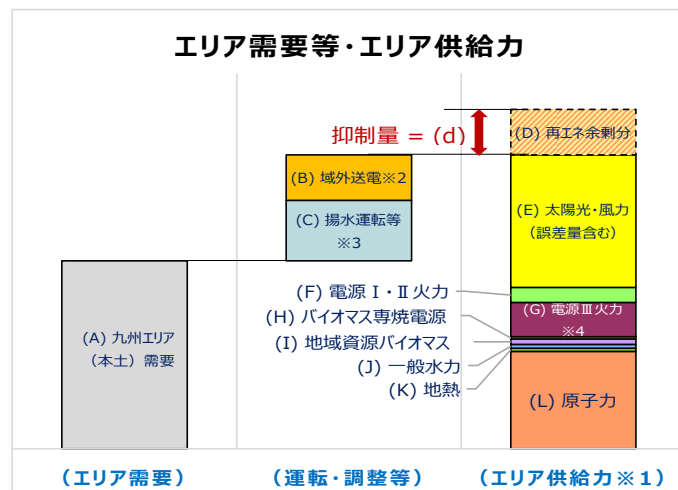 エリア需要等・エリア供給力
抑制量 = (d)
(D) 再エネ余剰分
(B) 域外送電※2
(C) 揚水運転等
※3
(E) 太陽光・風力
（誤差量含む）
(F) 電源Ⅰ・Ⅱ火力
(G) 電源Ⅲ火力
※4
(H) バイオマス専焼電源
(I) 地域資源バイオマス
(J) 一般水力
(K) 地熱
(A) 九州エリア
（本土）需要
(L) 原子力
（エリア需要）
（運転・調整等）
（エリア供給力※1）